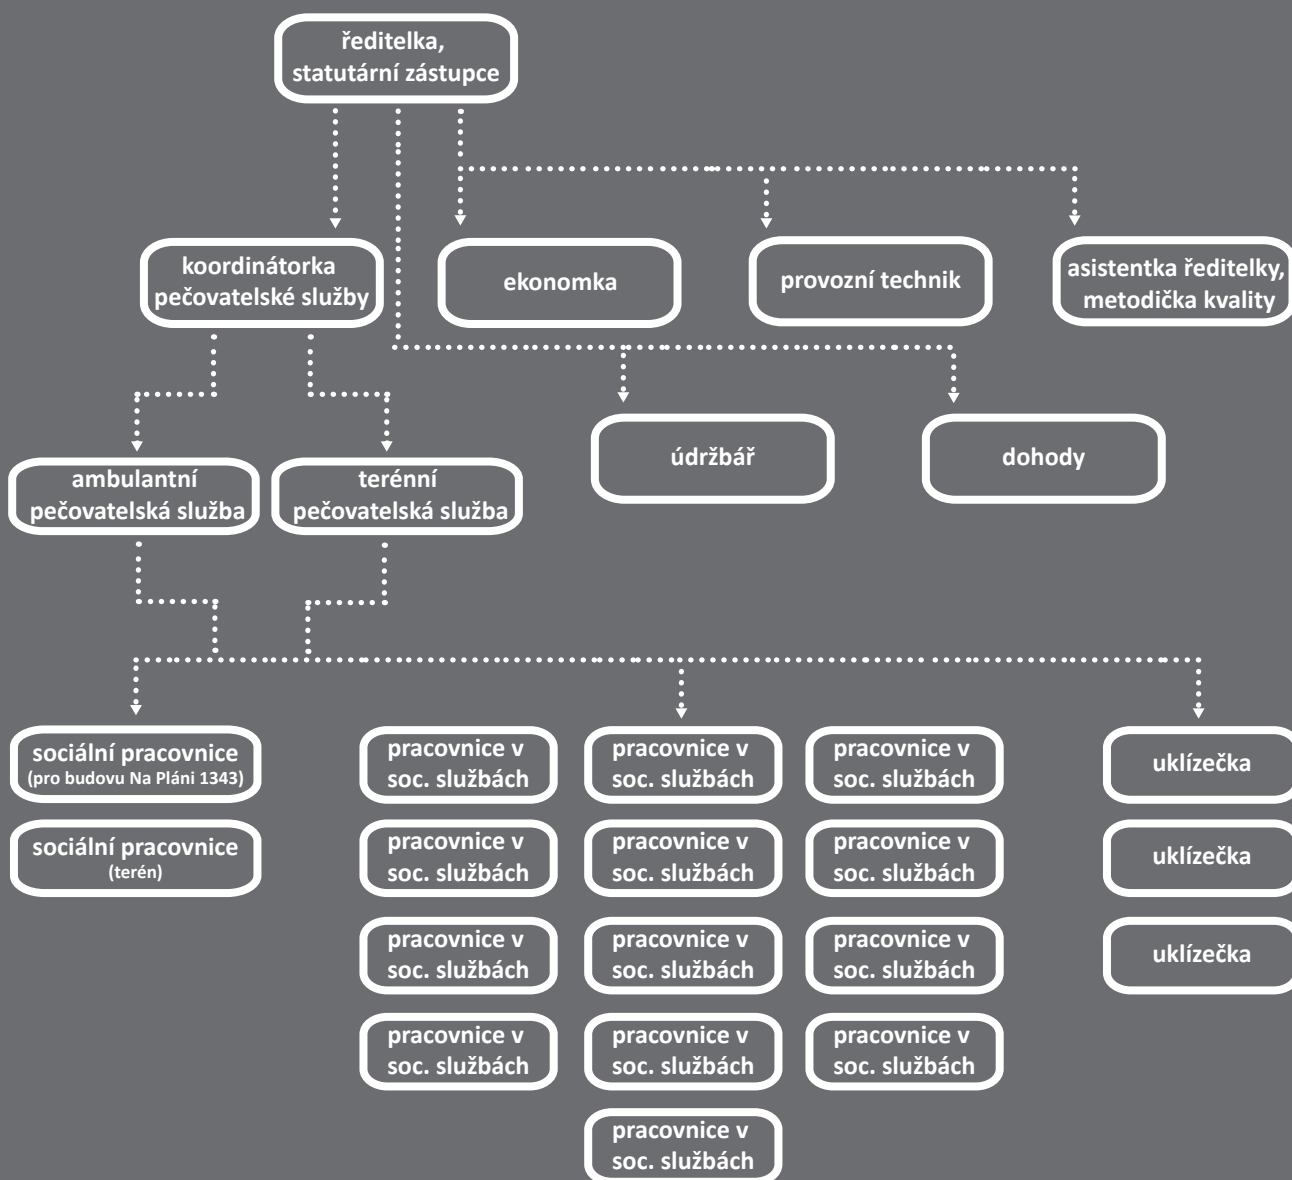 ředitelka,
statutární zástupce
koordinátorka
pečovatelské služby
ekonomka
provozní technik
asistentka ředitelky,
metodička kvality
údržbář
dohody
ambulantní
pečovatelská služba
terénní
pečovatelská služba
sociální pracovnice
(pro budovu Na Pláni 1343)
pracovnice v
soc. službách
pracovnice v
soc. službách
pracovnice v
soc. službách
uklízečka
sociální pracovnice
(terén)
pracovnice v
soc. službách
pracovnice v
soc. službách
pracovnice v
soc. službách
uklízečka
pracovnice v
soc. službách
pracovnice v
soc. službách
pracovnice v
soc. službách
uklízečka
pracovnice v
soc. službách
pracovnice v
soc. službách
pracovnice v
soc. službách
pracovnice v
soc. službách